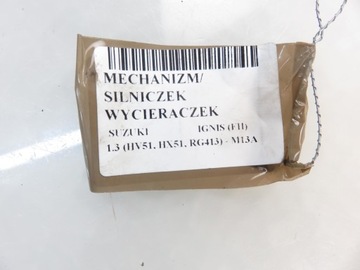 MECHANIZM/
SILNICZEK
WYCIERACZEK
SUZUKI IGNIS (FH)
1.3 (HV51, HX51, RG413) - M13A